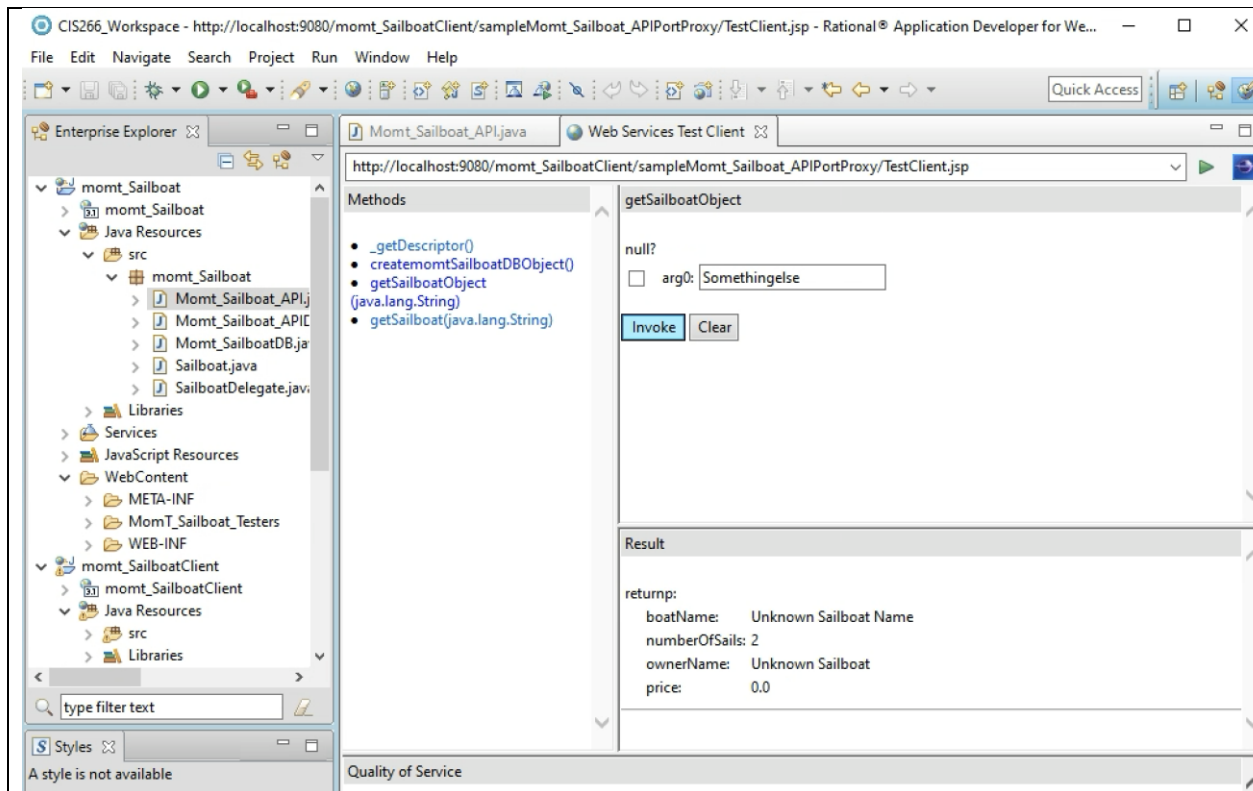 CIS266_Workspace - http://localhost:9080/momt_SailboatClient/sampleMomt_Sailboat_APIPortProxy/TestClient.jsp - Rational® Application Developer for We...
File Edit Navigate Search Project Run Window Help
Quick Access
Enterprise Explorer
momt_Sailboat
3.1 momt_Sailboat
Java Resources
src
momt_Sailboat
Momt_Sailboat_API.j
Momt_Sailboat_APID
Momt_SailboatDB.ja
Sailboat.java
SailboatDelegate.java
Libraries
Services
JavaScript Resources
WebContent
META-INF
MomT_Sailboat_Testers
WEB-INF
momt_SailboatClient
3.1 momt_SailboatClient
Java Resources
src
Libraries
type filter text
Styles
A style is not available
Momt_Sailboat_API.java
Web Services Test Client
http://localhost:9080/momt_SailboatClient/sampleMomt_Sailboat_APIPortProxy/TestClient.jsp
Methods
_getDescriptor()
createmomtSailboatDBObject()
getSailboatObject
(java.lang.String)
getSailboat(java.lang.String)
getSailboatObject
null?
arg0: Somethingelse
Invoke Clear
Result
returnp:
boatName: Unknown Sailboat Name
numberOfSails: 2
ownerName: Unknown Sailboat
price: 0.0
Quality of Service